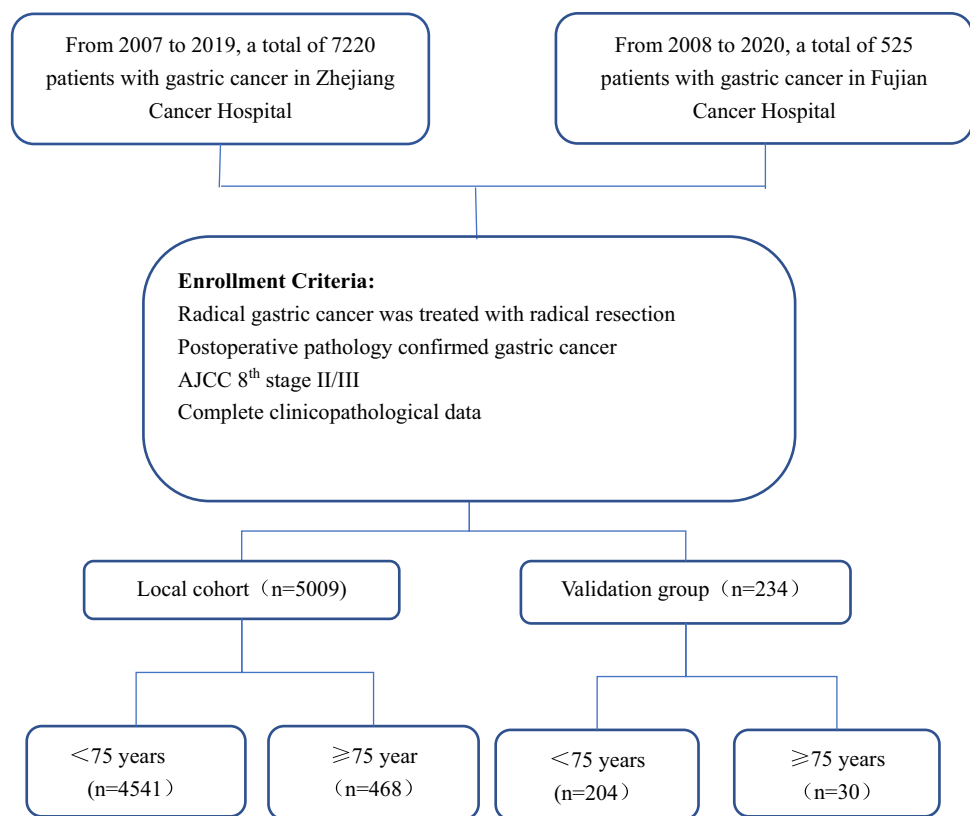 From 2007 to 2019, a total of 7220
patients with gastric cancer in Zhejiang
Cancer Hospital
From 2008 to 2020, a total of 525
patients with gastric cancer in Fujian
Cancer Hospital
Enrollment Criteria:
Radical gastric cancer was treated with radical resection
Postoperative pathology confirmed gastric cancer
AJCC 8th stage II/III
Complete clinicopathological data
Local cohort（n=5009)
Validation group（n=234）
＜75 years
(n=4541）
≥75 year
(n=468）
＜75 years
(n=204）
≥75 years
(n=30）